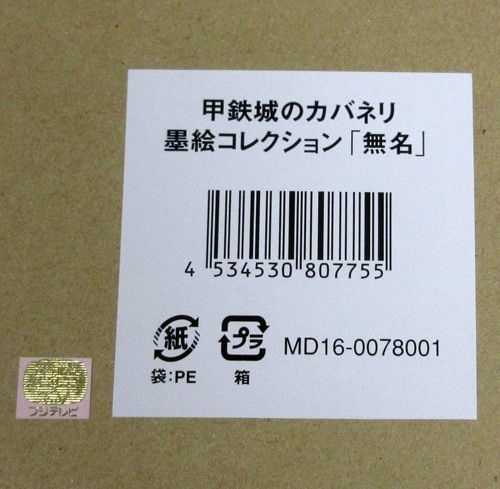 甲鉄城のカバネリ
墨絵コレクション「無名」
4 534530 807755
紙 プラ MD16-0078001
袋:PE 箱
フジテレビ